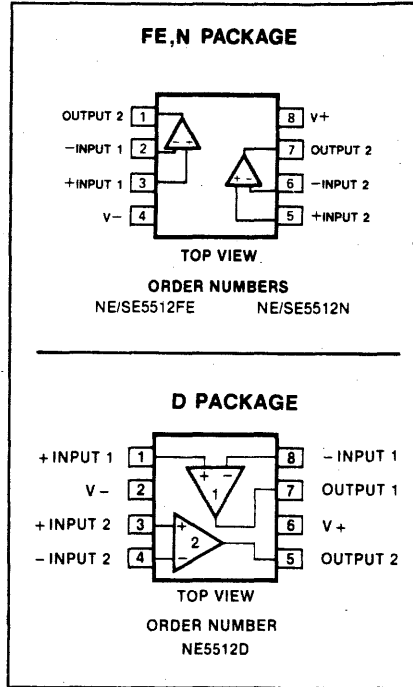 FE,N PACKAGE
OUTPUT 2 1 8 V+
-INPUT 1 2 - + 7 OUTPUT 2
+INPUT 1 3 + - 6 -INPUT 2
V- 4 5 +INPUT 2
TOP VIEW
ORDER NUMBERS
NE/SE5512FE NE/SE5512N
D PACKAGE
+INPUT 1 1 + - 8 -INPUT 1
V- 2 1 7 OUTPUT 1
+INPUT 2 3 + 6 V+
-INPUT 2 4 - 2 5 OUTPUT 2
TOP VIEW
ORDER NUMBER
NE5512D